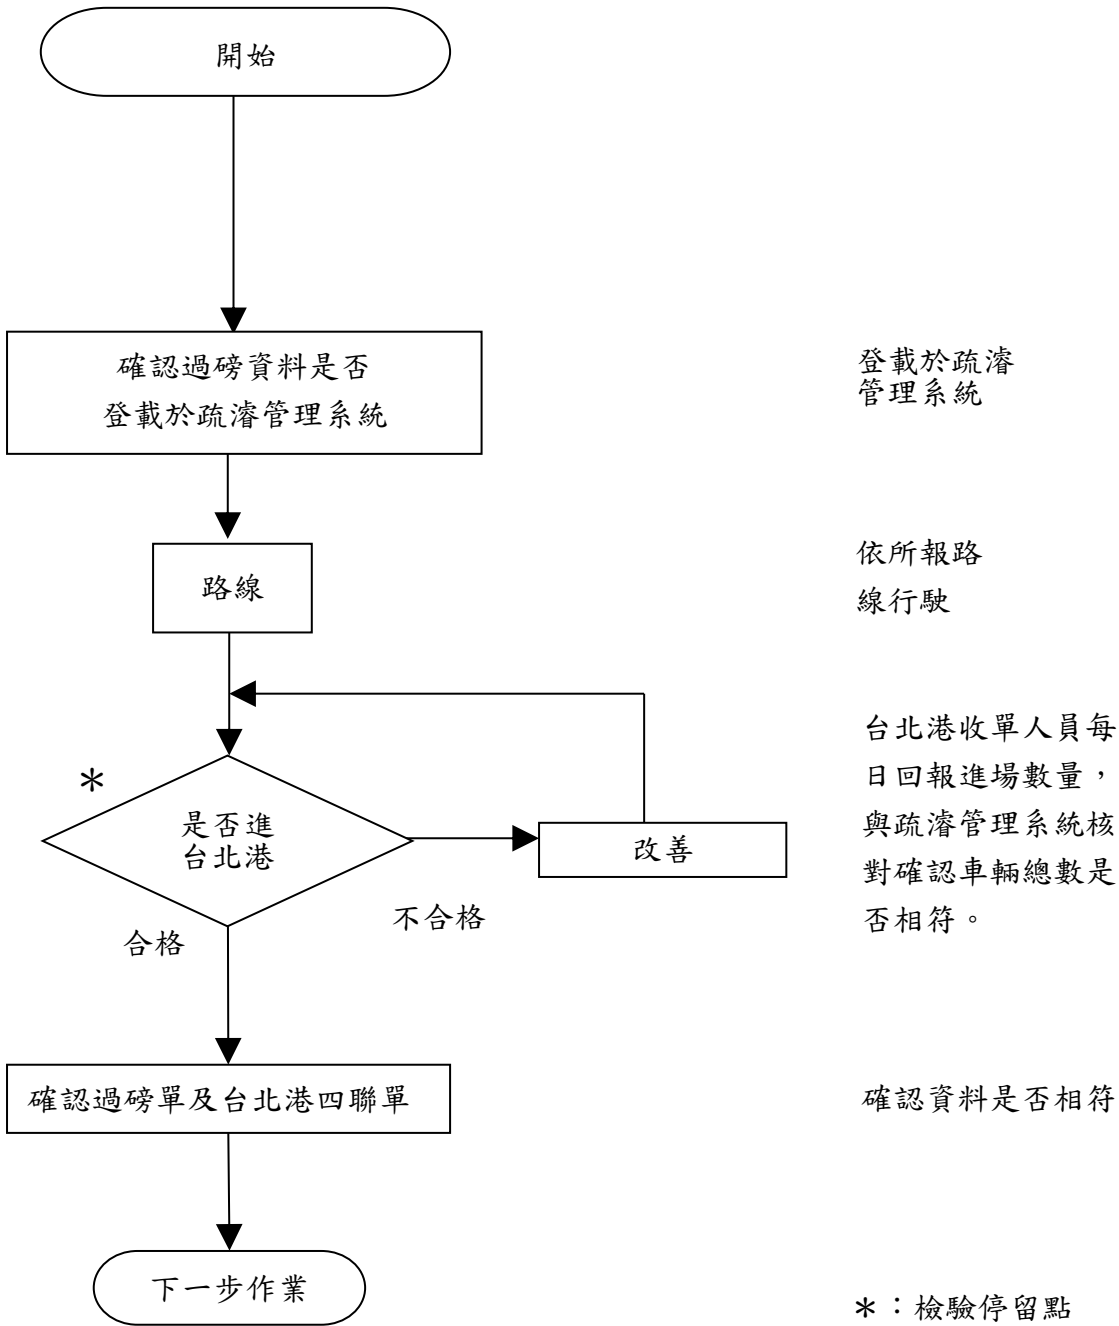 開始
確認過磅資料是否
登載於疏濬管理系統
登載於疏濬
管理系統
路線
依所報路
線行駛
*
是否進
台北港
改善
不合格
合格
台北港收單人員每
日回報進場數量，
與疏濬管理系統核
對確認車輛總數是
否相符。
確認過磅單及台北港四聯單
確認資料是否相符
下一步作業
*：檢驗停留點